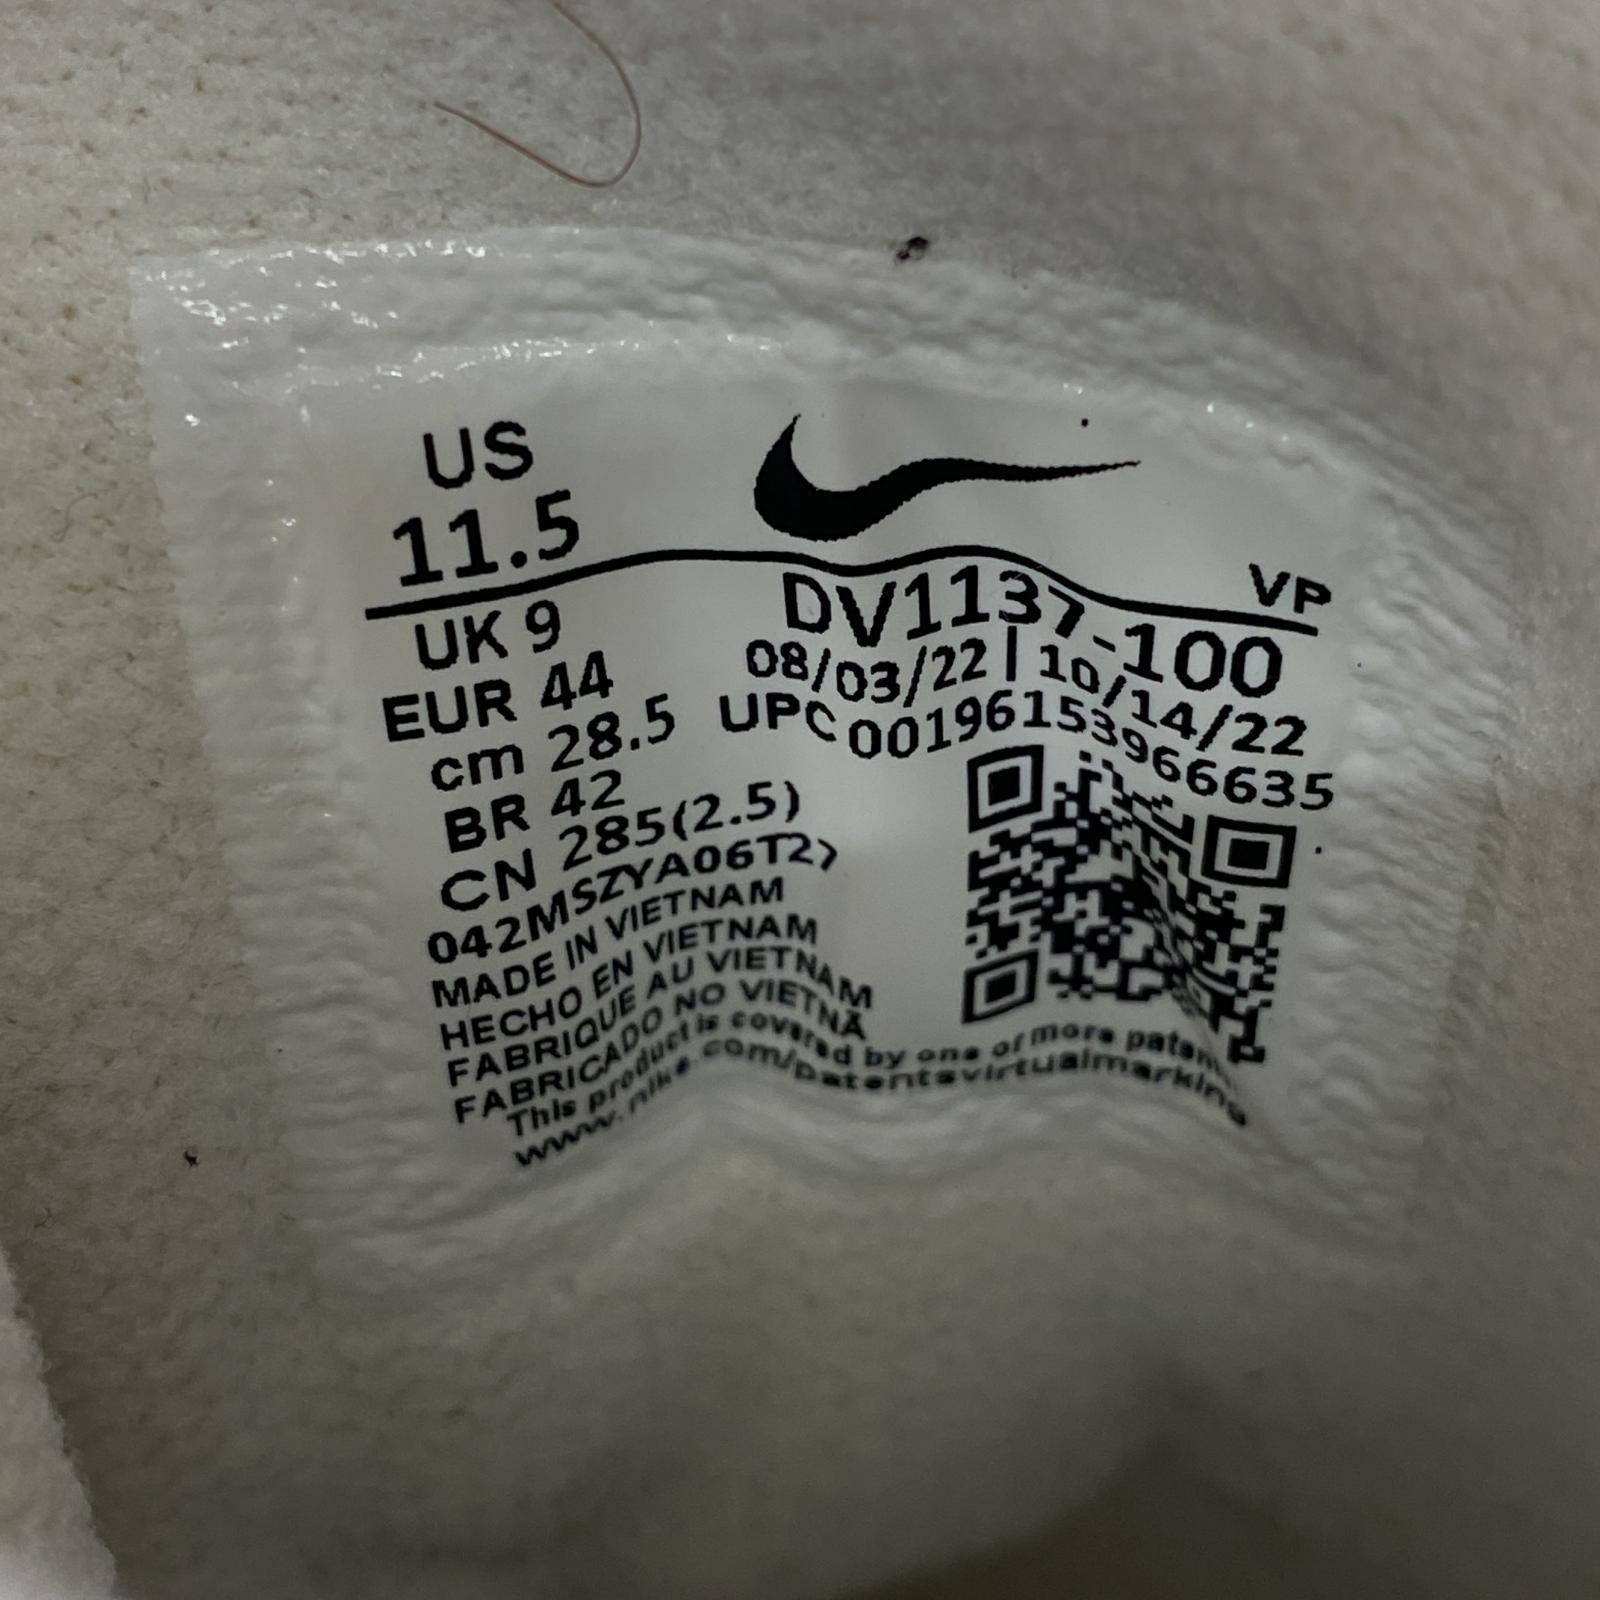 US
11.5
VP
UK 9
EUR 44
cm 28.5
BR 42
CN 285(2.5)
042MSZYA06T2>
MADE IN VIETNAM
HECHO EN VIETNAM
FABRIQUE AU VIETNAM
FABRICADO NO VIETNÃ
DV1137-100
08/03/22 | 10/14/22
UPC 00196153966635
This product is covered by one or more patents
www.nike.com/patentsvirtualmarking